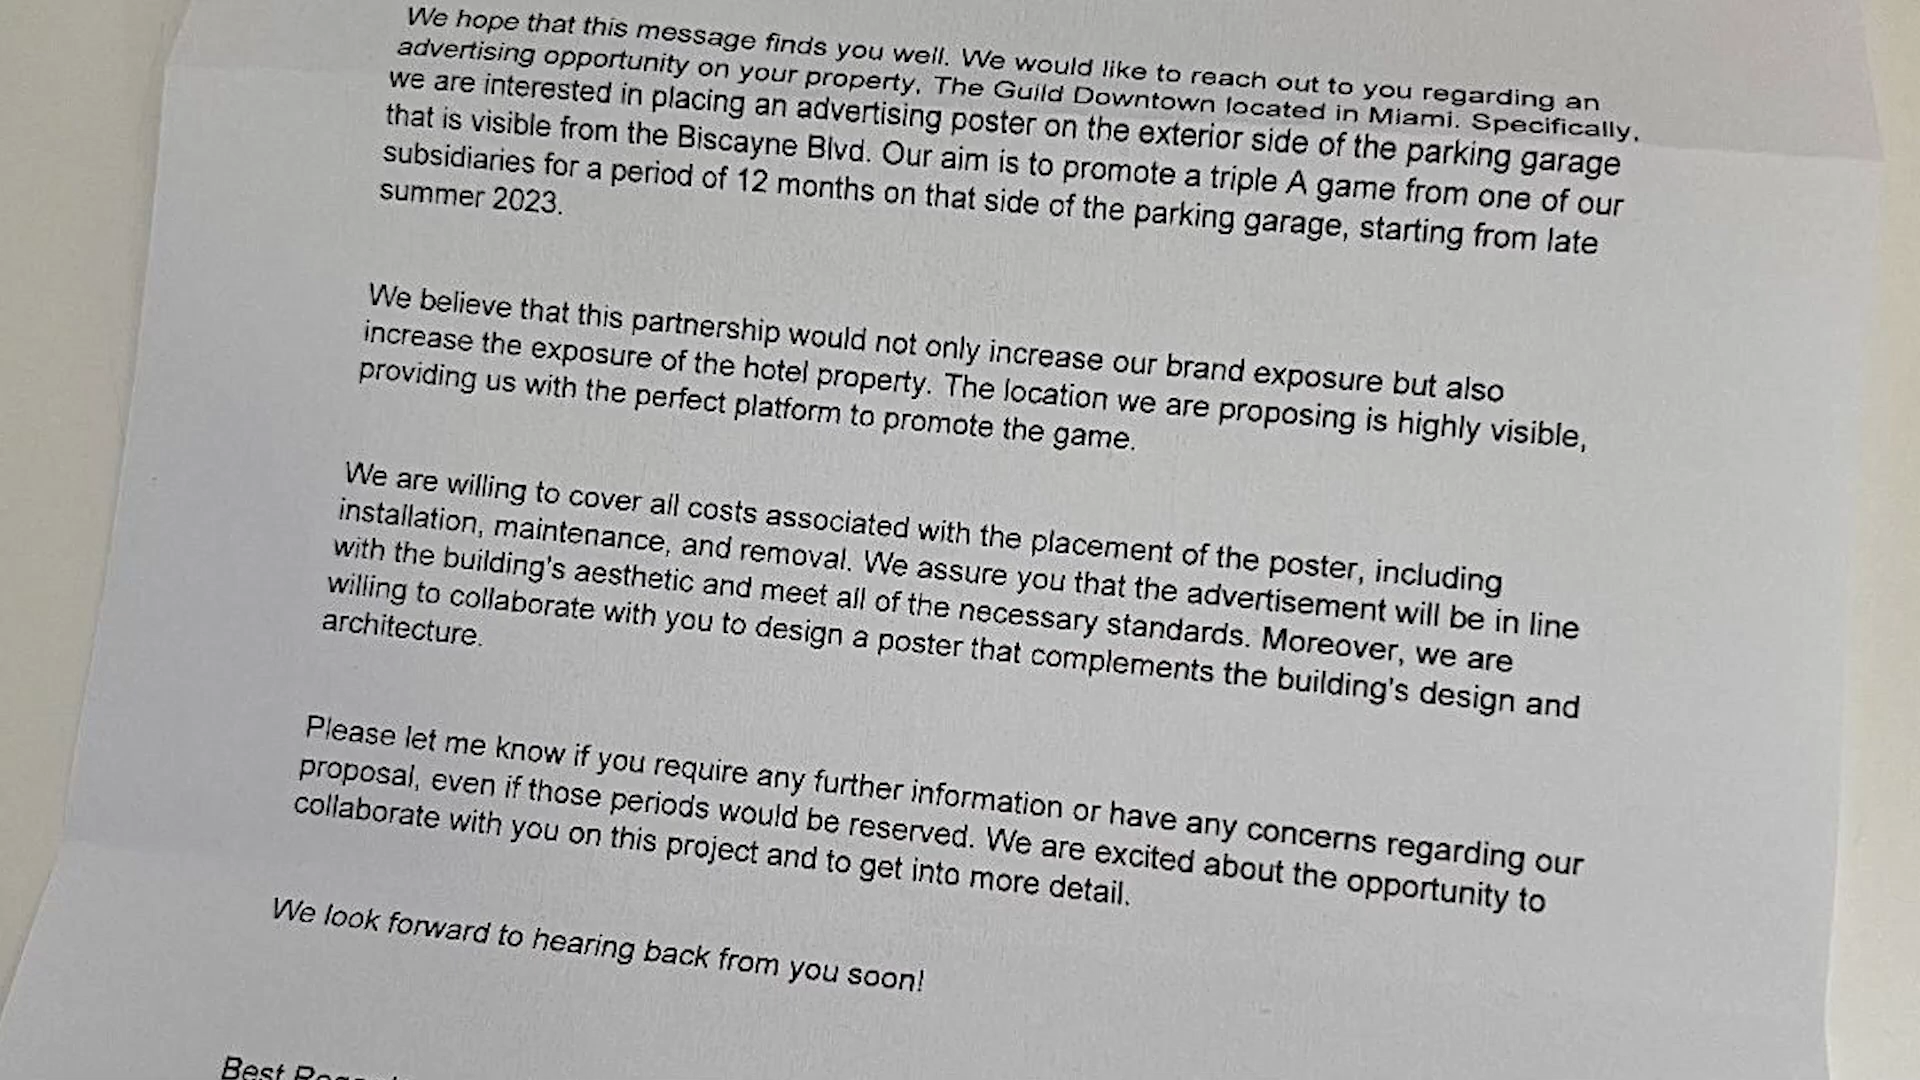 We hope that this message finds you well. We would like to reach out to you regarding an
advertising opportunity on your property, The Guild Downtown located in Miami. Specifically,
we are interested in placing an advertising poster on the exterior side of the parking garage
that is visible from the Biscayne Blvd. Our aim is to promote a triple A game from one of our
subsidiaries for a period of 12 months on that side of the parking garage, starting from late
summer 2023.
We believe that this partnership would not only increase our brand exposure but also
increase the exposure of the hotel property. The location we are proposing is highly visible,
providing us with the perfect platform to promote the game.
We are willing to cover all costs associated with the placement of the poster, including
installation, maintenance, and removal. We assure you that the advertisement will be in line
with the building's aesthetic and meet all of the necessary standards. Moreover, we are
willing to collaborate with you to design a poster that complements the building's design and
architecture.
Please let me know if you require any further information or have any concerns regarding our
proposal, even if those periods would be reserved. We are excited about the opportunity to
collaborate with you on this project and to get into more detail.
We look forward to hearing back from you soon!
Best